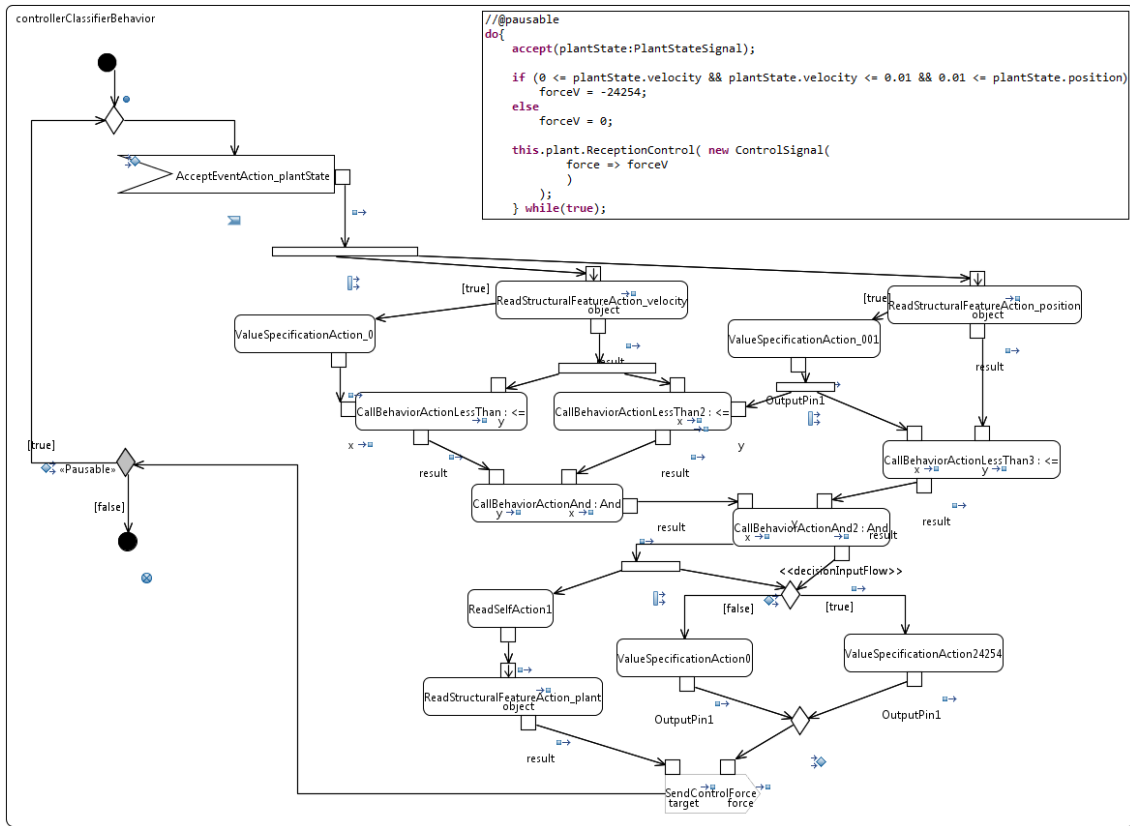 controllerClassifierBehavior
//@pausable
do{
accept(plantState:PlantStateSignal);
if (0 <= plantState.velocity && plantState.velocity <= 0.01 && 0.01 <= plantState.position)
forceV = -24254;
else
forceV = 0;
this.plant.ReceptionControl( new ControlSignal(
force => forceV
)
);
} while(true);
AcceptEventAction_plantState
[true]
ReadStructuralFeatureAction_velocity
object
[true]
ReadStructuralFeatureAction_position
object
ValueSpecificationAction_0
ValueSpecificationAction_001
result
result
OutputPin1
CallBehaviorActionLessThan : <=
y
x
CallBehaviorActionLessThan2 : <=
x
y
CallBehaviorActionLessThan3 : <=
x
y
[true]
«Pausable»
[false]
result
result
result
CallBehaviorActionAnd : And
y
x
result
CallBehaviorActionAnd2 : And
x
y
result
<<decisionInputFlow>>
[false]
[true]
ReadSelfAction1
ValueSpecificationAction0
ValueSpecificationAction24254
ReadStructuralFeatureAction_plant
object
OutputPin1
OutputPin1
result
SendControlForce
target
force